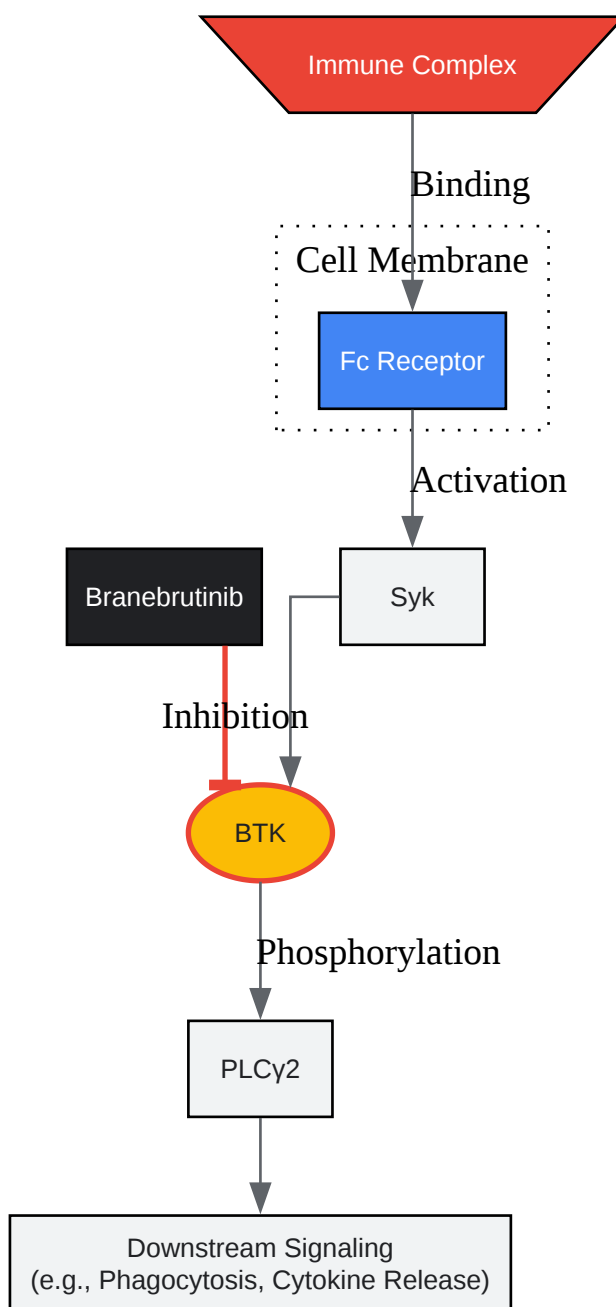 Immune Complex
Binding
Cell Membrane
Fc Receptor
Activation
Branebrutinib
Syk
Inhibition
BTK
Phosphorylation
PLCγ2
Downstream Signaling
(e.g., Phagocytosis, Cytokine Release)